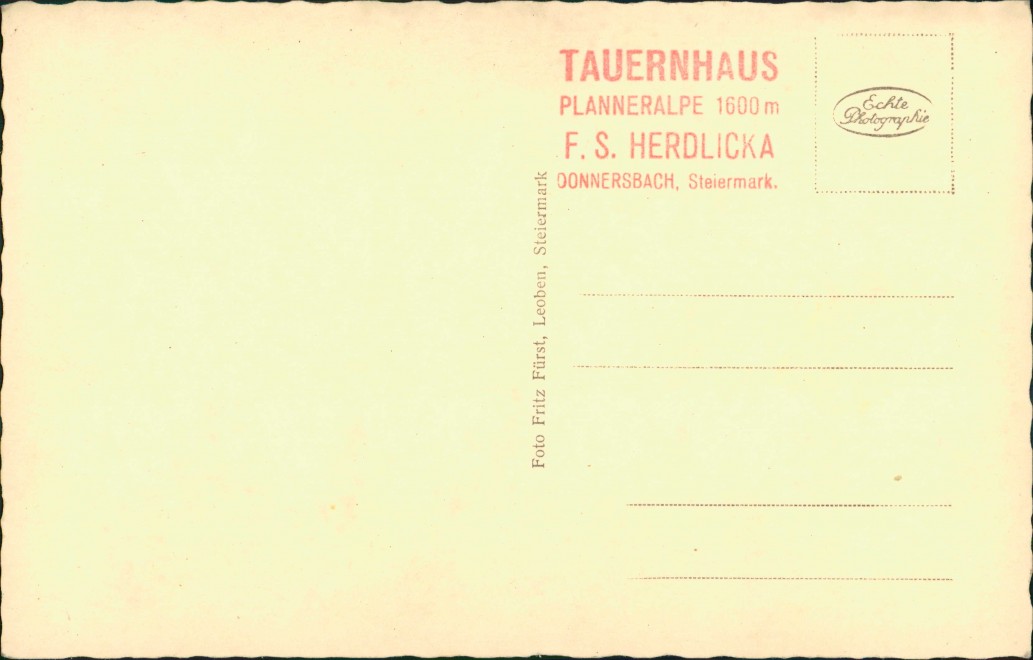 TAUERNHAUS
PLANNERALPE 1600 m
F. S. HERDLICKA
DONNERSBACH, Steiermark.
Echte
Photographie
Foto Fritz Fürst, Leoben, Steiermark